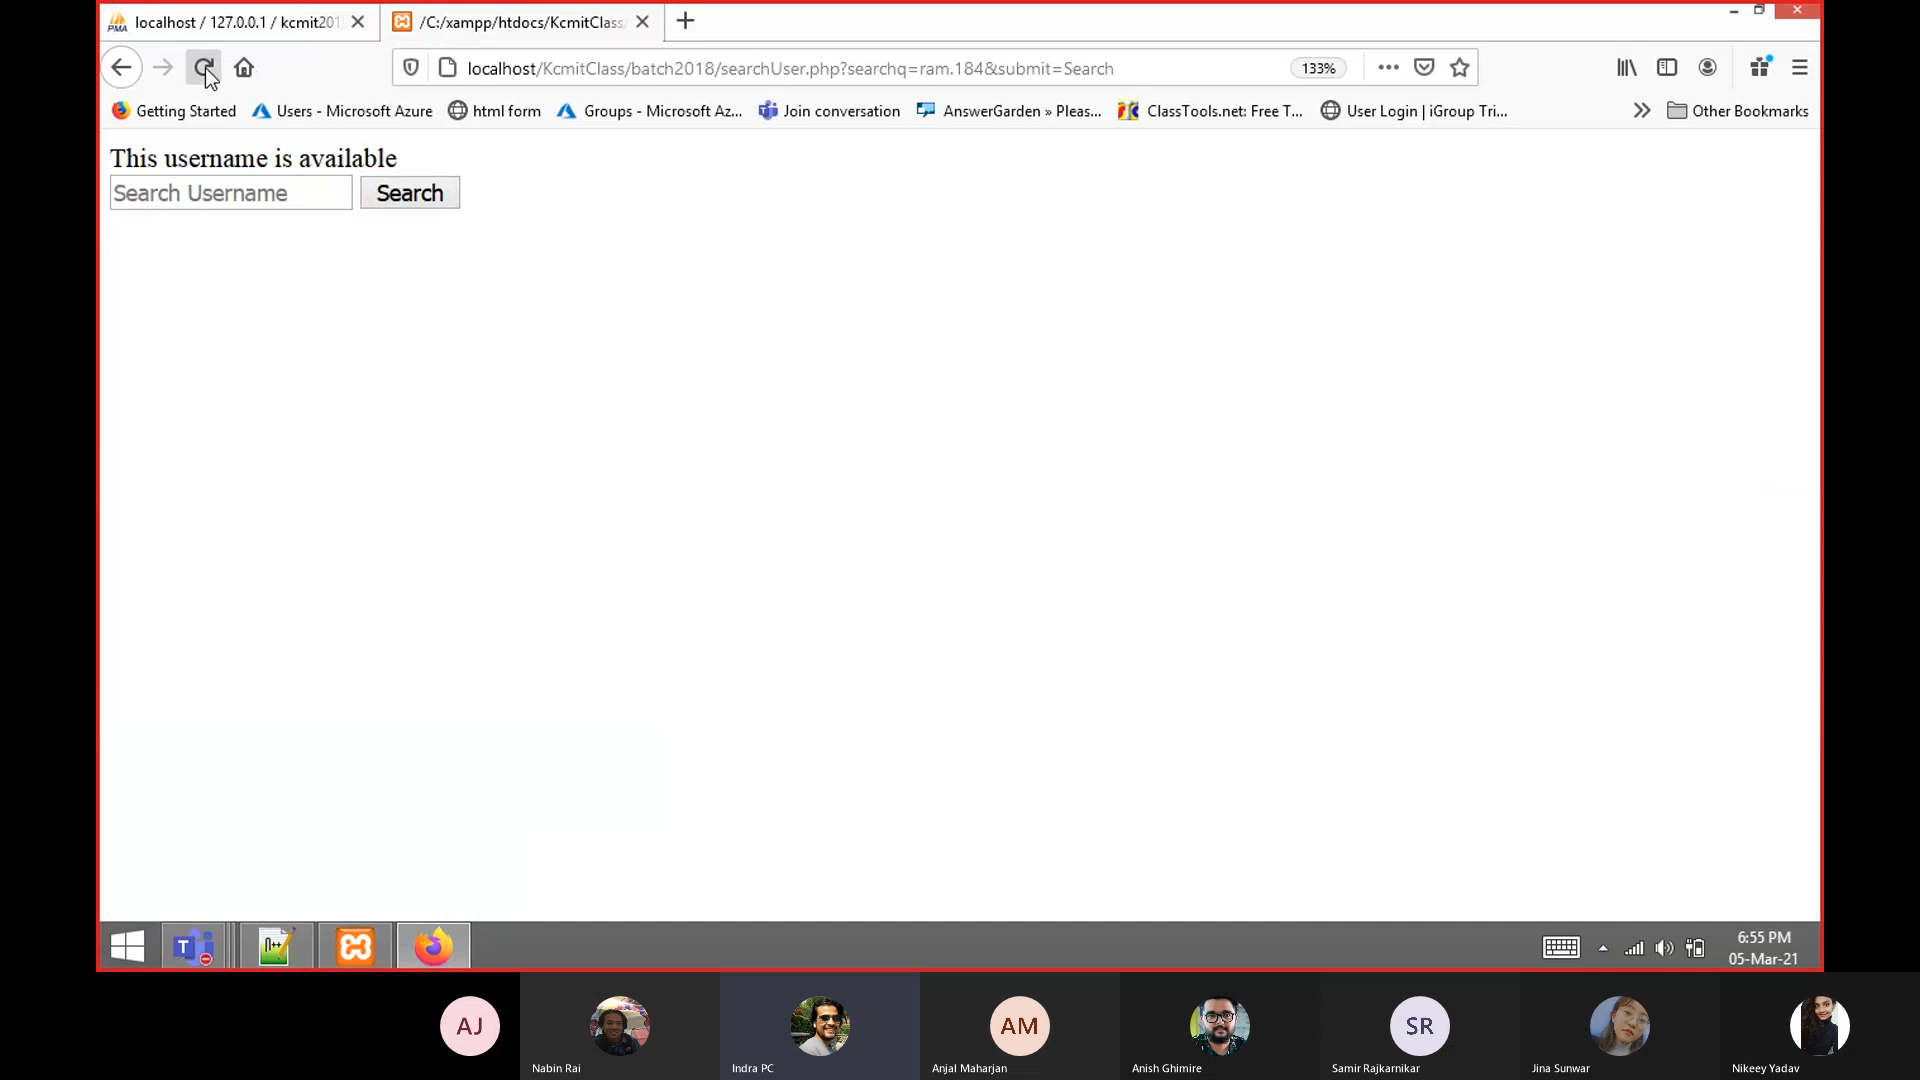 localhost / 127.0.0.1 / kcmit201
/C:/xampp/htdocs/KcmitClass/
localhost/KcmitClass/batch2018/searchUser.php?searchq=ram.184&submit=Search
133%
Getting Started
Users - Microsoft Azure
html form
Groups - Microsoft Az...
Join conversation
AnswerGarden » Pleas...
ClassTools.net: Free T...
User Login | iGroup Tri...
Other Bookmarks
This username is available
Search Username
Search
6:55 PM
05-Mar-21
AJ
AM
SR
Nabin Rai
Indra PC
Anjal Maharjan
Anish Ghimire
Samir Rajkarnikar
Jina Sunwar
Nikeey Yadav